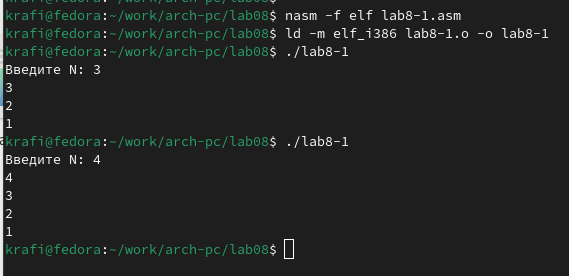 krafi@fedora:~/work/arch-pc/lab08$ nasm -f elf lab8-1.asm
krafi@fedora:~/work/arch-pc/lab08$ ld -m elf_i386 lab8-1.o -o lab8-1
krafi@fedora:~/work/arch-pc/lab08$ ./lab8-1
Введите N: 3
3
2
1
krafi@fedora:~/work/arch-pc/lab08$ ./lab8-1
Введите N: 4
4
3
2
1
krafi@fedora:~/work/arch-pc/lab08$